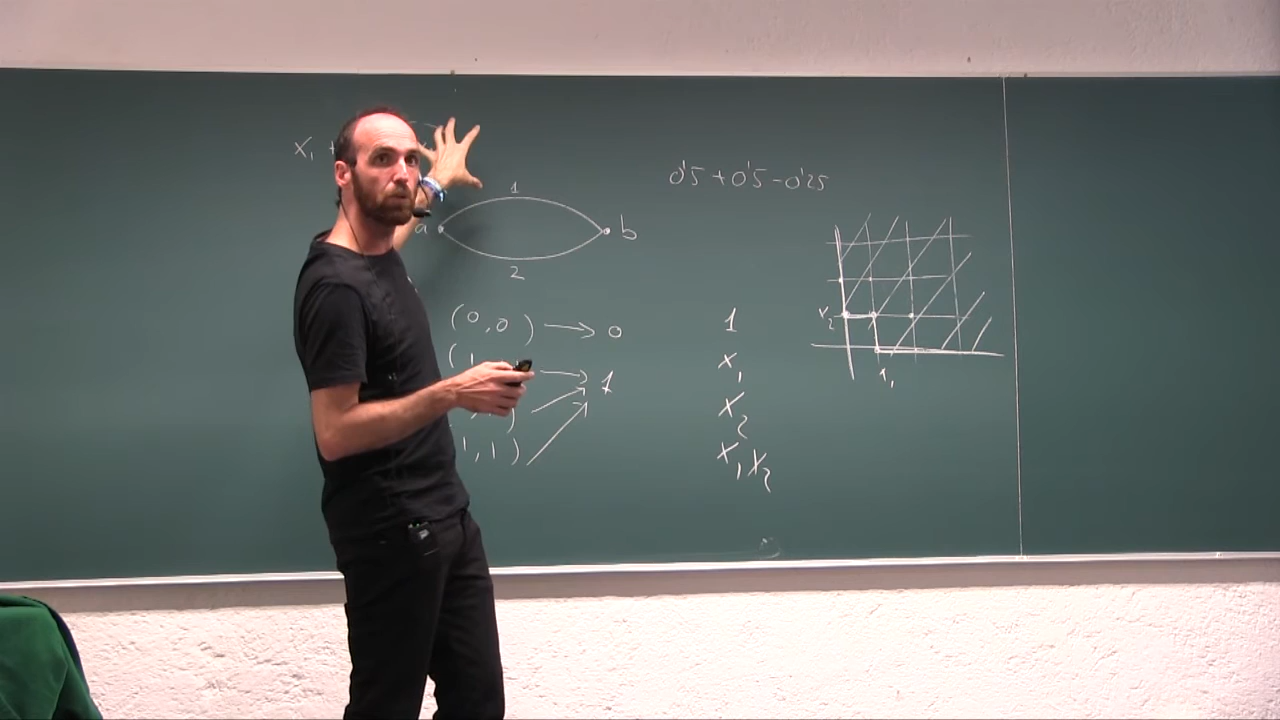 x₁ +
0'5 + 0'5 - 0'25
1
a b
2
(0,0) → 0
(1
→ 1
)
1,1)
1
x₁
x₂
x₁x₂
x₂
x₁